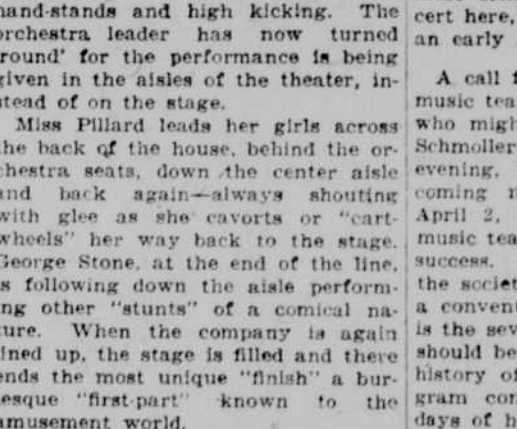 hand-stands and high kicking. The
orchestra leader has now turned
'round' for the performance is being
given in the aisles of the theater, in-
stead of on the stage.
Miss Pillard leads her girls across
the back of the house, behind the or-
chestra seats, down the center aisle
and back again—always shouting
with glee as she cavorts or "cart-
wheels" her way back to the stage.
George Stone, at the end of the line,
is following down the aisle perform-
ing other "stunts" of a comical na-
ture. When the company is again
lined up, the stage is filled and there
ends the most unique "finish" a bur-
lesque "first-part" known to the
amusement world.
cert here,
an early
A call f
music tea
who migh
Schmoller
evening,
coming m
April 2,
music tea
success.
the societ
a convent
is the sev
should be
history of
gram con
days of h